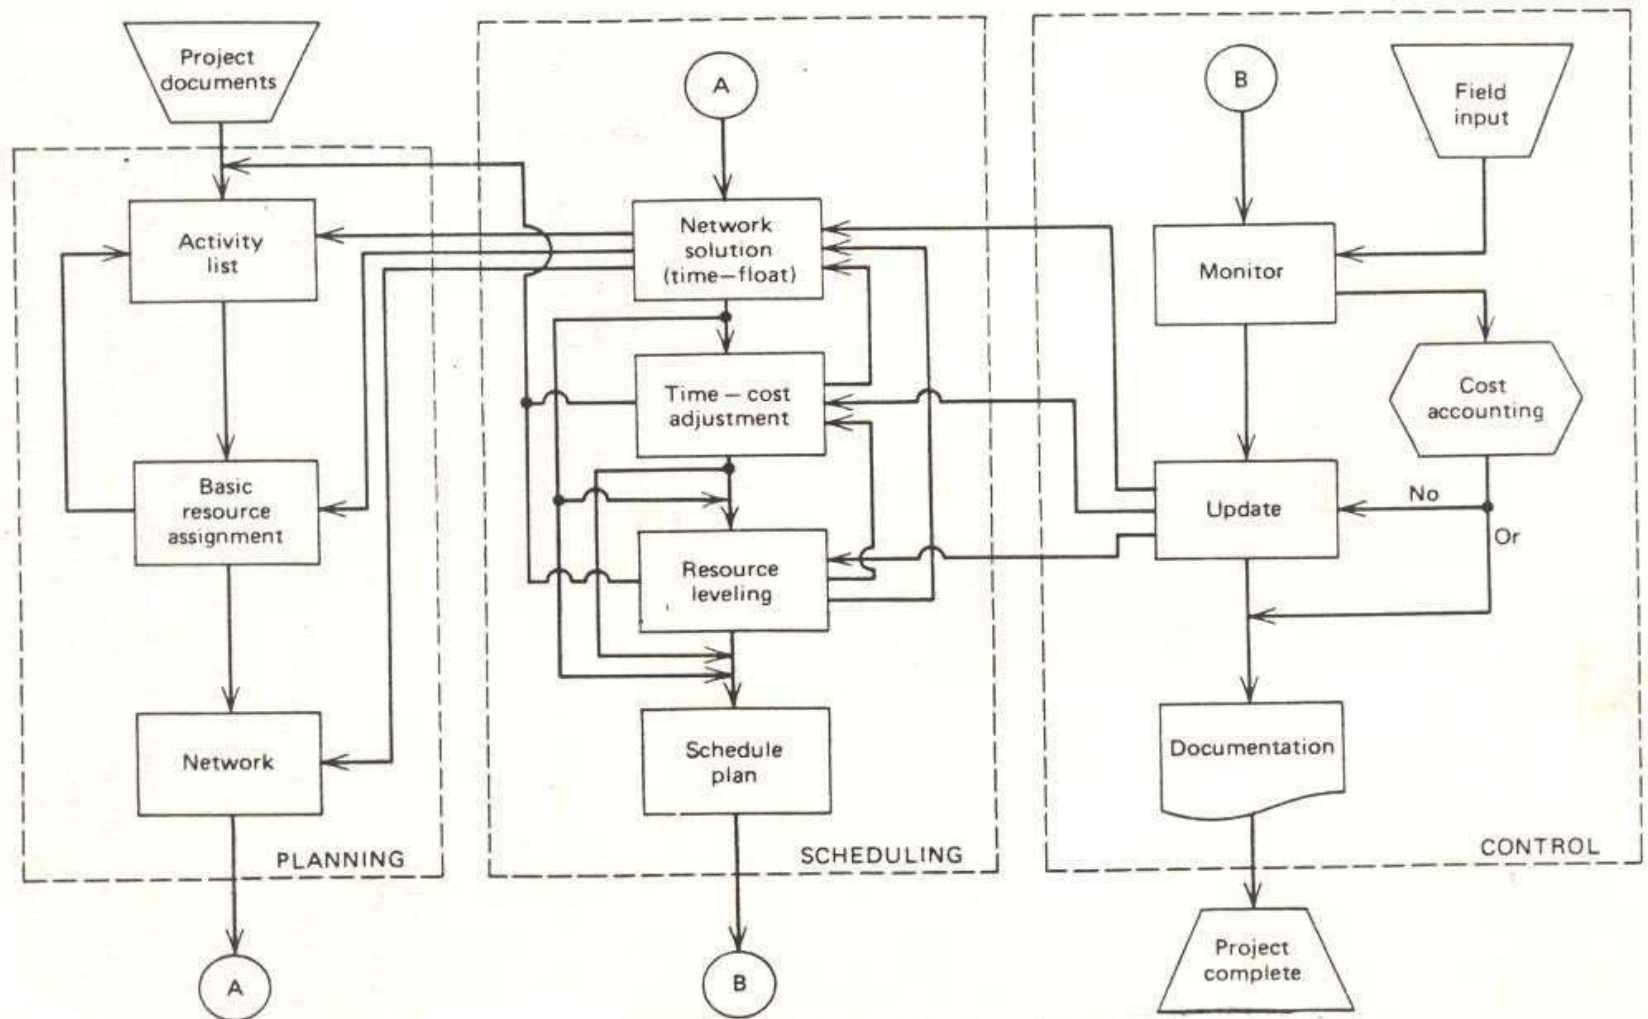 Project
documents
Activity
list
Basic
resource
assignment
Network
PLANNING
A
A
Network
solution
(time–float)
Time – cost
adjustment
Resource
leveling
Schedule
plan
SCHEDULING
B
B
Field
input
Monitor
Cost
accounting
No
Update
Or
Documentation
CONTROL
Project
complete